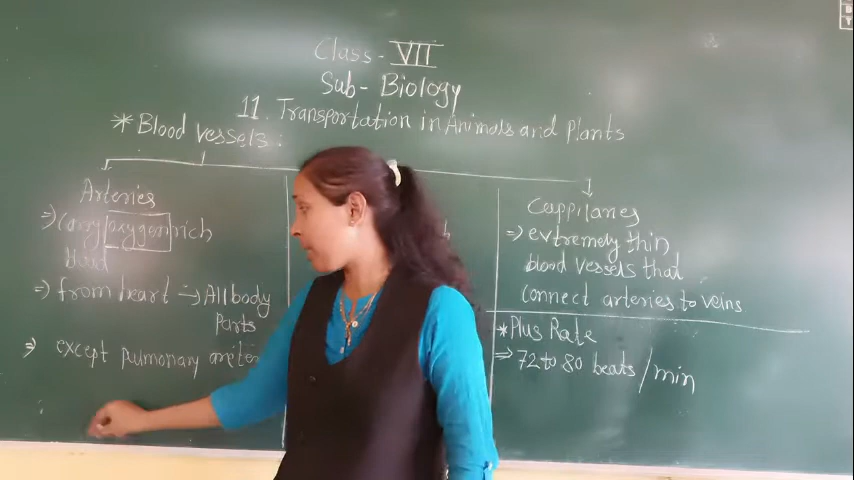 Class - VII
Sub - Biology
11. Transportation in Animals and Plants
* Blood vessels :
Arteries
⇒ Carry oxygen rich
blood
⇒ from heart → All body
Parts
⇒ except pulmonary
Cappilaries
⇒ extremely thin
blood vessels that
connect arteries to veins
* Plus Rate
⇒ 72 to 80 beats / min